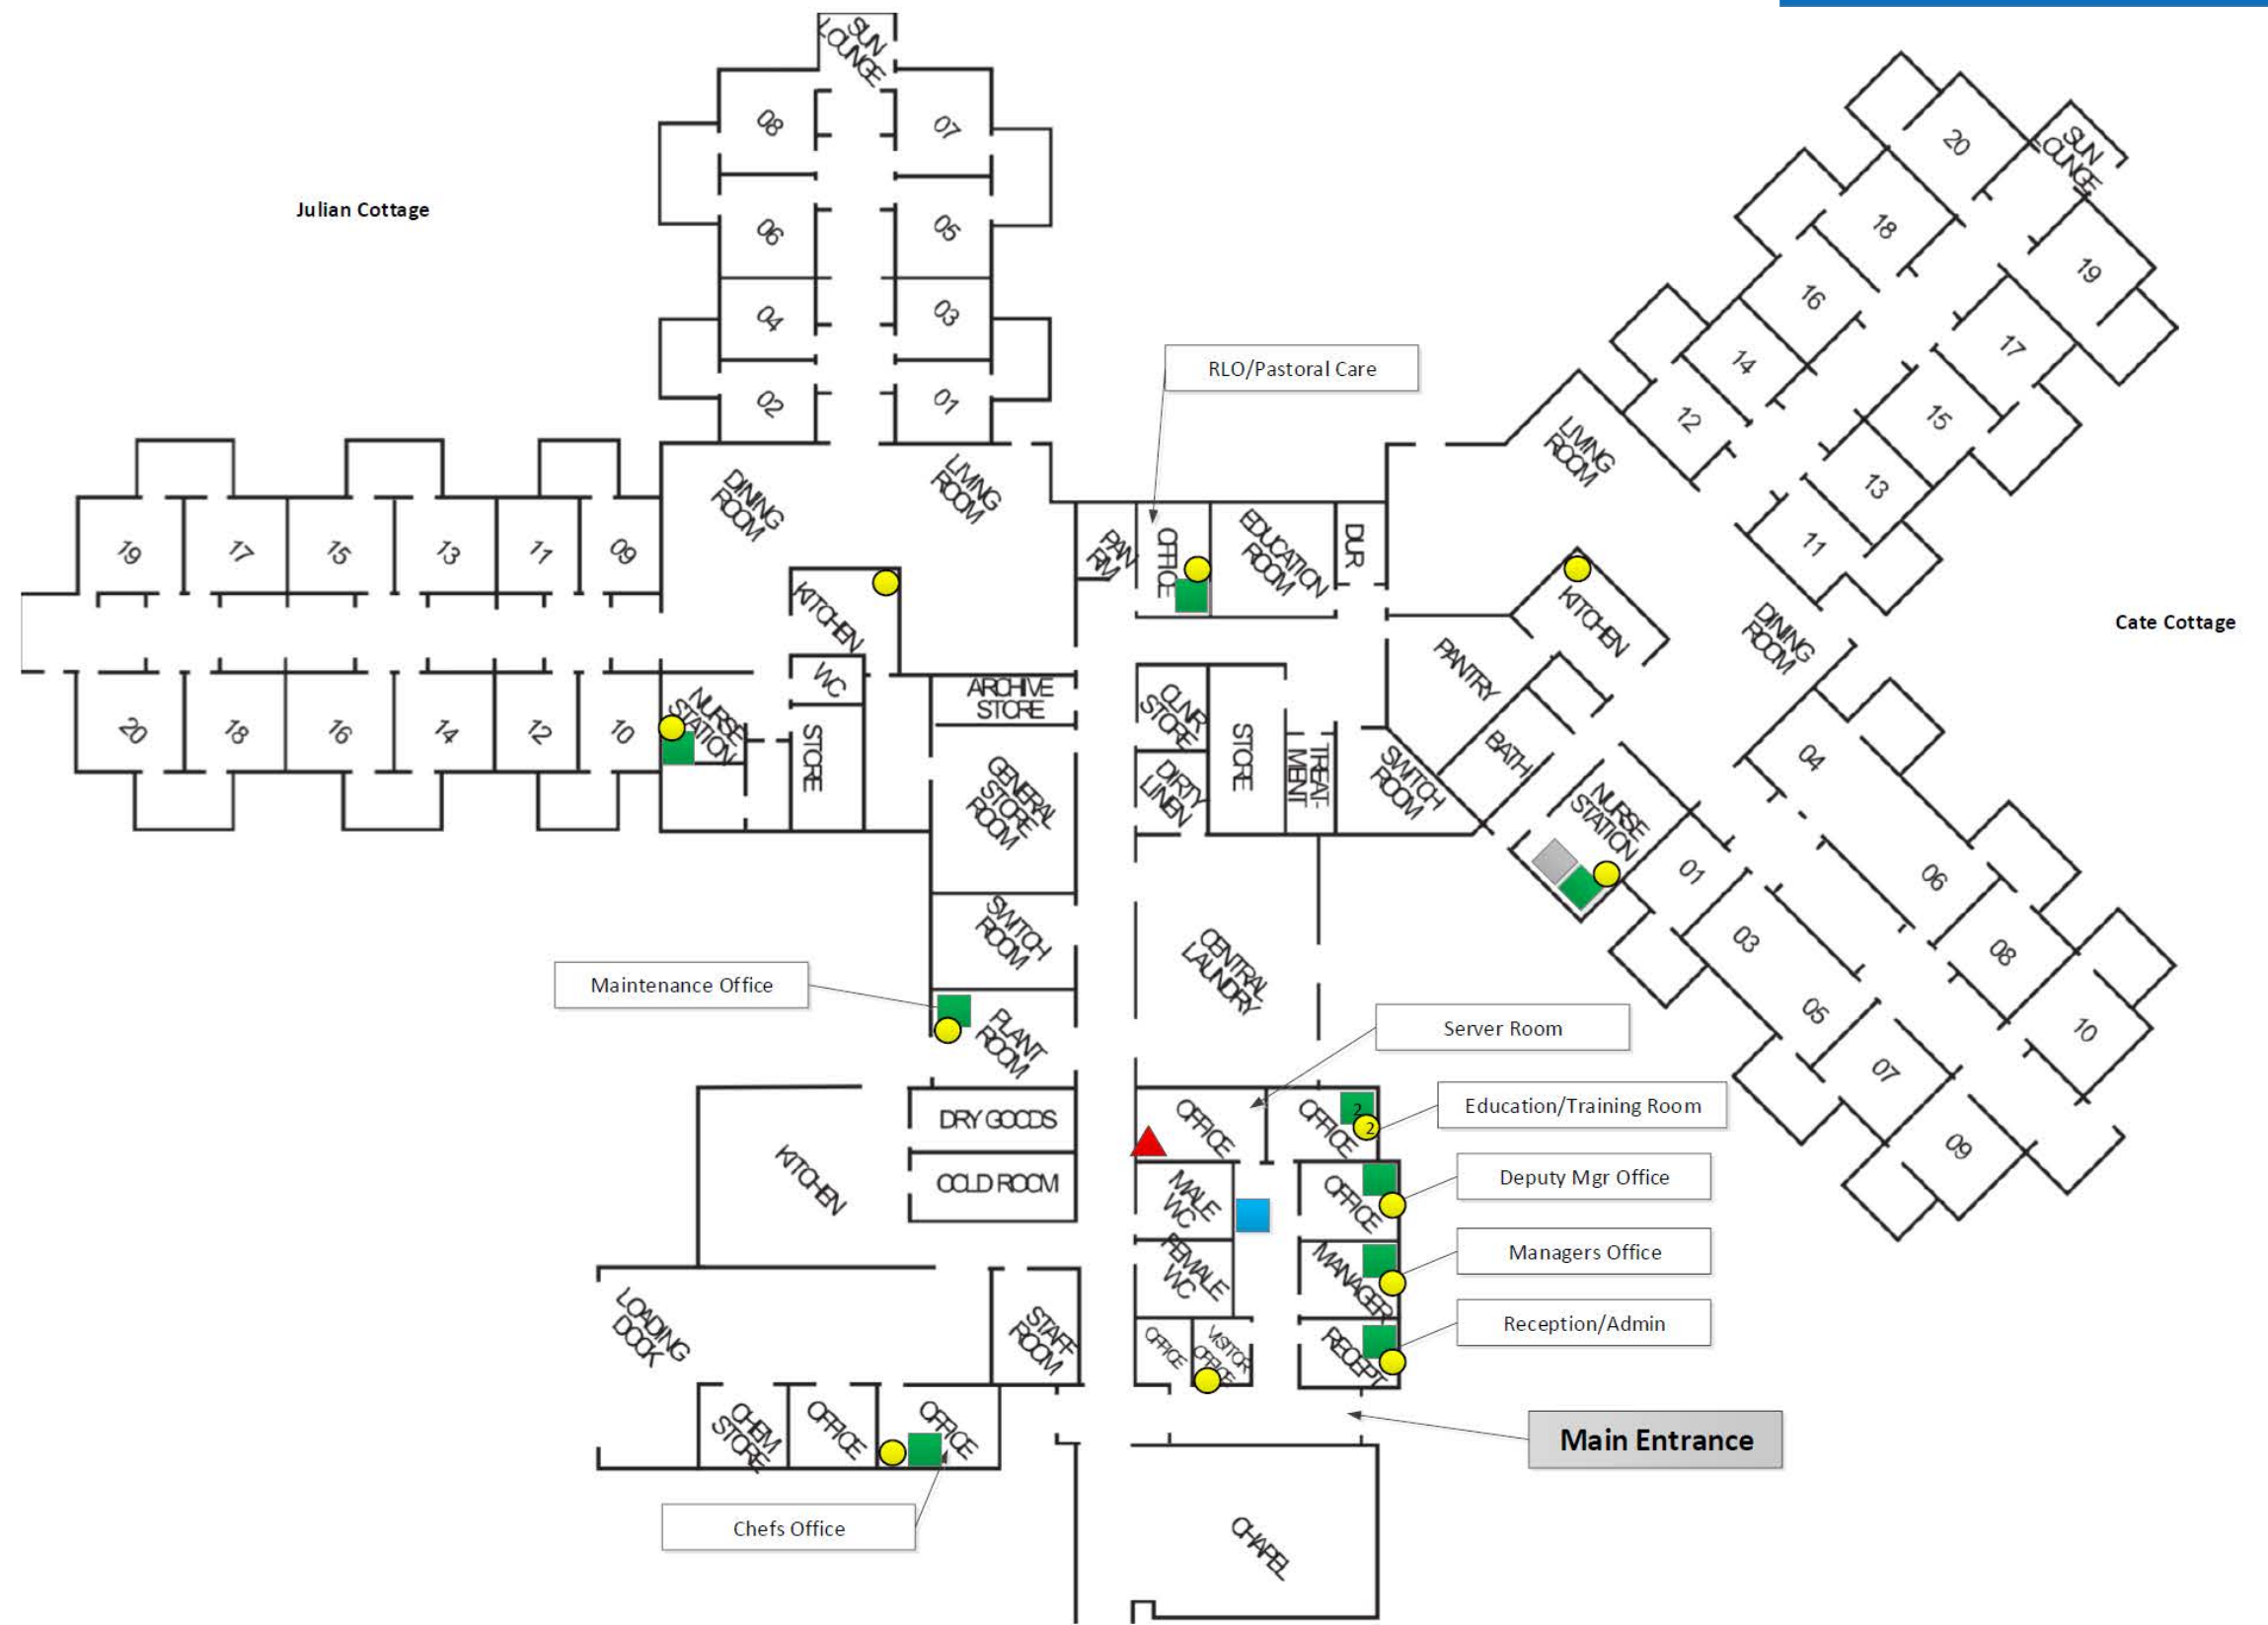 SUN
LOUNGE
08
07
06
05
04
03
02
01
Julian Cottage
20
SUN
LOUNGE
18
19
16
17
14
15
12
13
11
LIVING
ROOM
RLO/Pastoral Care
DINING
ROOM
LIVING
ROOM
19
17
15
13
11
09
PAN
RM
OFFICE
EDUCATION
ROOM
DUR
KITCHEN
KITCHEN
DINING
ROOM
Cate Cottage
PANTRY
WC
ARCHIVE
STORE
20
18
16
14
12
10
NURSE
STATION
STORE
CLNR
STORE
STORE
TREAT-
MENT
DIRTY
LINEN
SWITCH
ROOM
BATH
NURSE
STATION
04
01
06
03
08
05
10
07
09
GENERAL
STORE
ROOM
SWITCH
ROOM
CENTRAL
LAUNDRY
Maintenance Office
PLANT
ROOM
Server Room
DRY GOODS
OFFICE
OFFICE
2
2
Education/Training Room
KITCHEN
COLD ROOM
MALE
WC
OFFICE
Deputy Mgr Office
FEMALE
WC
MANAGER
Managers Office
LOADING
DOCK
STAFF
ROOM
OFFICE
VISITOR
OFFICE
RECEPT
Reception/Admin
CHEM
STORE
OFFICE
OFFICE
Main Entrance
Chefs Office
CHAPEL